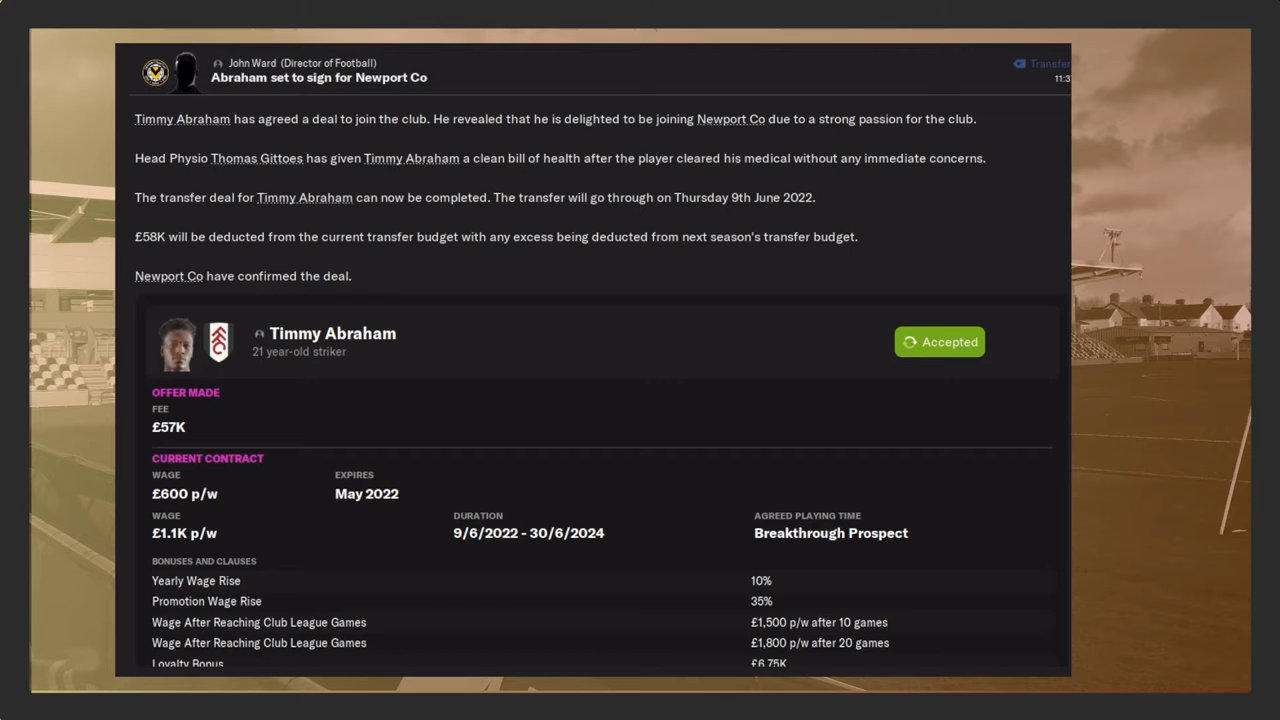 John Ward (Director of Football)
Abraham set to sign for Newport Co
Transfer
11:3
Timmy Abraham has agreed a deal to join the club. He revealed that he is delighted to be joining Newport Co due to a strong passion for the club.
Head Physio Thomas Gittoes has given Timmy Abraham a clean bill of health after the player cleared his medical without any immediate concerns.
The transfer deal for Timmy Abraham can now be completed. The transfer will go through on Thursday 9th June 2022.
£58K will be deducted from the current transfer budget with any excess being deducted from next season's transfer budget.
Newport Co have confirmed the deal.
Timmy Abraham
21 year-old striker
Accepted
OFFER MADE
FEE
£57K
CURRENT CONTRACT
WAGE EXPIRES
£600 p/w May 2022
WAGE DURATION AGREED PLAYING TIME
£1.1K p/w 9/6/2022 - 30/6/2024 Breakthrough Prospect
BONUSES AND CLAUSES
Yearly Wage Rise 10%
Promotion Wage Rise 35%
Wage After Reaching Club League Games £1,500 p/w after 10 games
Wage After Reaching Club League Games £1,800 p/w after 20 games
Loyalty Bonus £6.75K